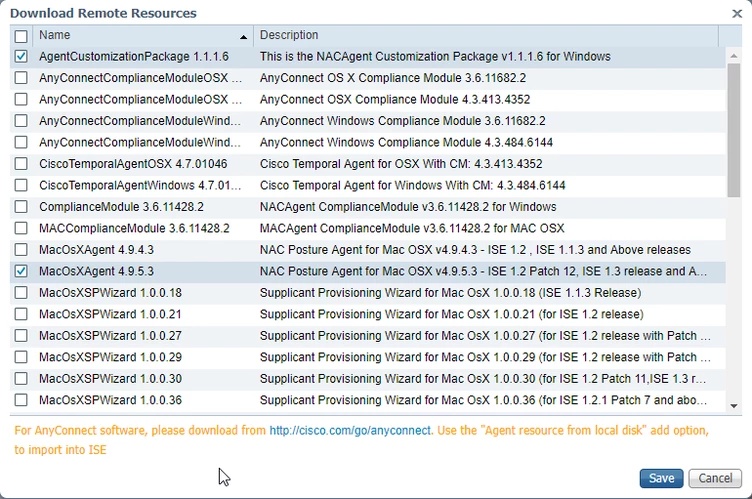 Download Remote Resources
Name Description
AgentCustomizationPackage 1.1.1.6 This is the NACAgent Customization Package v1.1.1.6 for Windows
AnyConnectComplianceModuleOSX ... AnyConnect OS X Compliance Module 3.6.11682.2
AnyConnectComplianceModuleOSX ... AnyConnect OSX Compliance Module 4.3.413.4352
AnyConnectComplianceModuleWind... AnyConnect Windows Compliance Module 3.6.11682.2
AnyConnectComplianceModuleWind... AnyConnect Windows Compliance Module 4.3.484.6144
CiscoTemporalAgentOSX 4.7.01046 Cisco Temporal Agent for OSX With CM: 4.3.413.4352
CiscoTemporalAgentWindows 4.7.01... Cisco Temporal Agent for Windows With CM: 4.3.484.6144
ComplianceModule 3.6.11428.2 NACAgent ComplianceModule v3.6.11428.2 for Windows
MACComplianceModule 3.6.11428.2 MACAgent ComplianceModule v3.6.11428.2 for MAC OSX
MacOsXAgent 4.9.4.3 NAC Posture Agent for Mac OSX v4.9.4.3 - ISE 1.2 , ISE 1.1.3 and Above releases
MacOsXAgent 4.9.5.3 NAC Posture Agent for Mac OSX v4.9.5.3 - ISE 1.2 Patch 12, ISE 1.3 release and A...
MacOsXSPWizard 1.0.0.18 Supplicant Provisioning Wizard for Mac OsX 1.0.0.18 (ISE 1.1.3 Release)
MacOsXSPWizard 1.0.0.21 Supplicant Provisioning Wizard for Mac OsX 1.0.0.21 (for ISE 1.2 release)
MacOsXSPWizard 1.0.0.27 Supplicant Provisioning Wizard for Mac OsX 1.0.0.27 (for ISE 1.2 release with Patch ...
MacOsXSPWizard 1.0.0.29 Supplicant Provisioning Wizard for Mac OsX 1.0.0.29 (for ISE 1.2 release with Patch ...
MacOsXSPWizard 1.0.0.30 Supplicant Provisioning Wizard for Mac OsX 1.0.0.30 (for ISE 1.2 Patch 11,ISE 1.3 r...
MacOsXSPWizard 1.0.0.36 Supplicant Provisioning Wizard for Mac OsX 1.0.0.36 (for ISE 1.2.1 Patch 7 and abo...
For AnyConnect software, please download from http://cisco.com/go/anyconnect. Use the "Agent resource from local disk" add option,
to import into ISE
Save Cancel